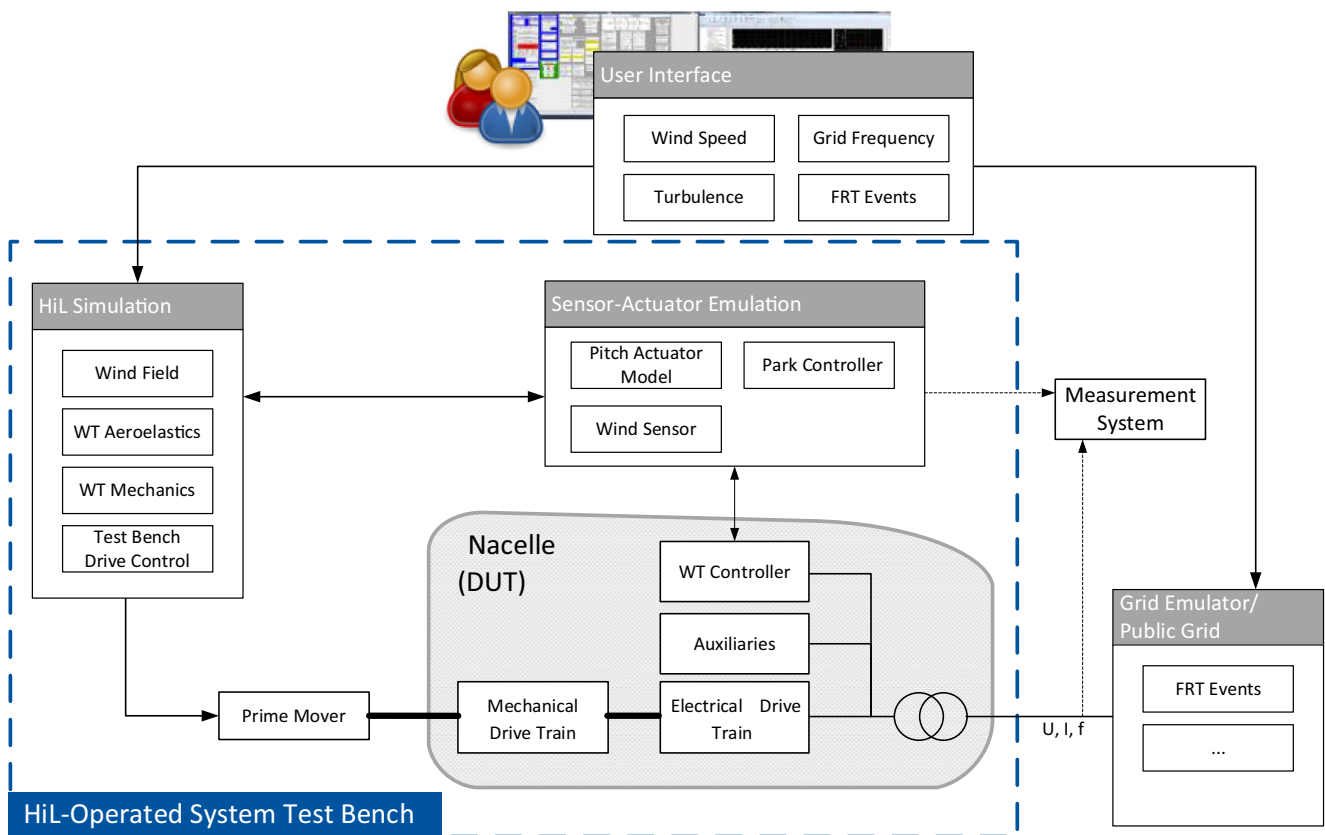 User Interface
Wind Speed
Grid Frequency
Turbulence
FRT Events
HiL Simulation
Wind Field
WT Aeroelastics
WT Mechanics
Test Bench
Drive Control
Sensor-Actuator Emulation
Pitch Actuator
Model
Park Controller
Wind Sensor
Measurement
System
Nacelle
(DUT)
WT Controller
Auxiliaries
Prime Mover
Mechanical
Drive Train
Electrical Drive
Train
U, I, f
Grid Emulator/
Public Grid
FRT Events
...
HiL-Operated System Test Bench